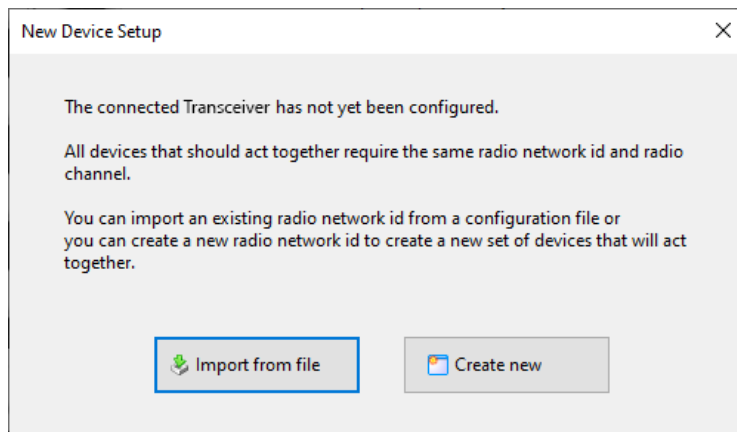 New Device Setup
The connected Transceiver has not yet been configured.
All devices that should act together require the same radio network id and radio
channel.
You can import an existing radio network id from a configuration file or
you can create a new radio network id to create a new set of devices that will act
together.
Import from file
Create new